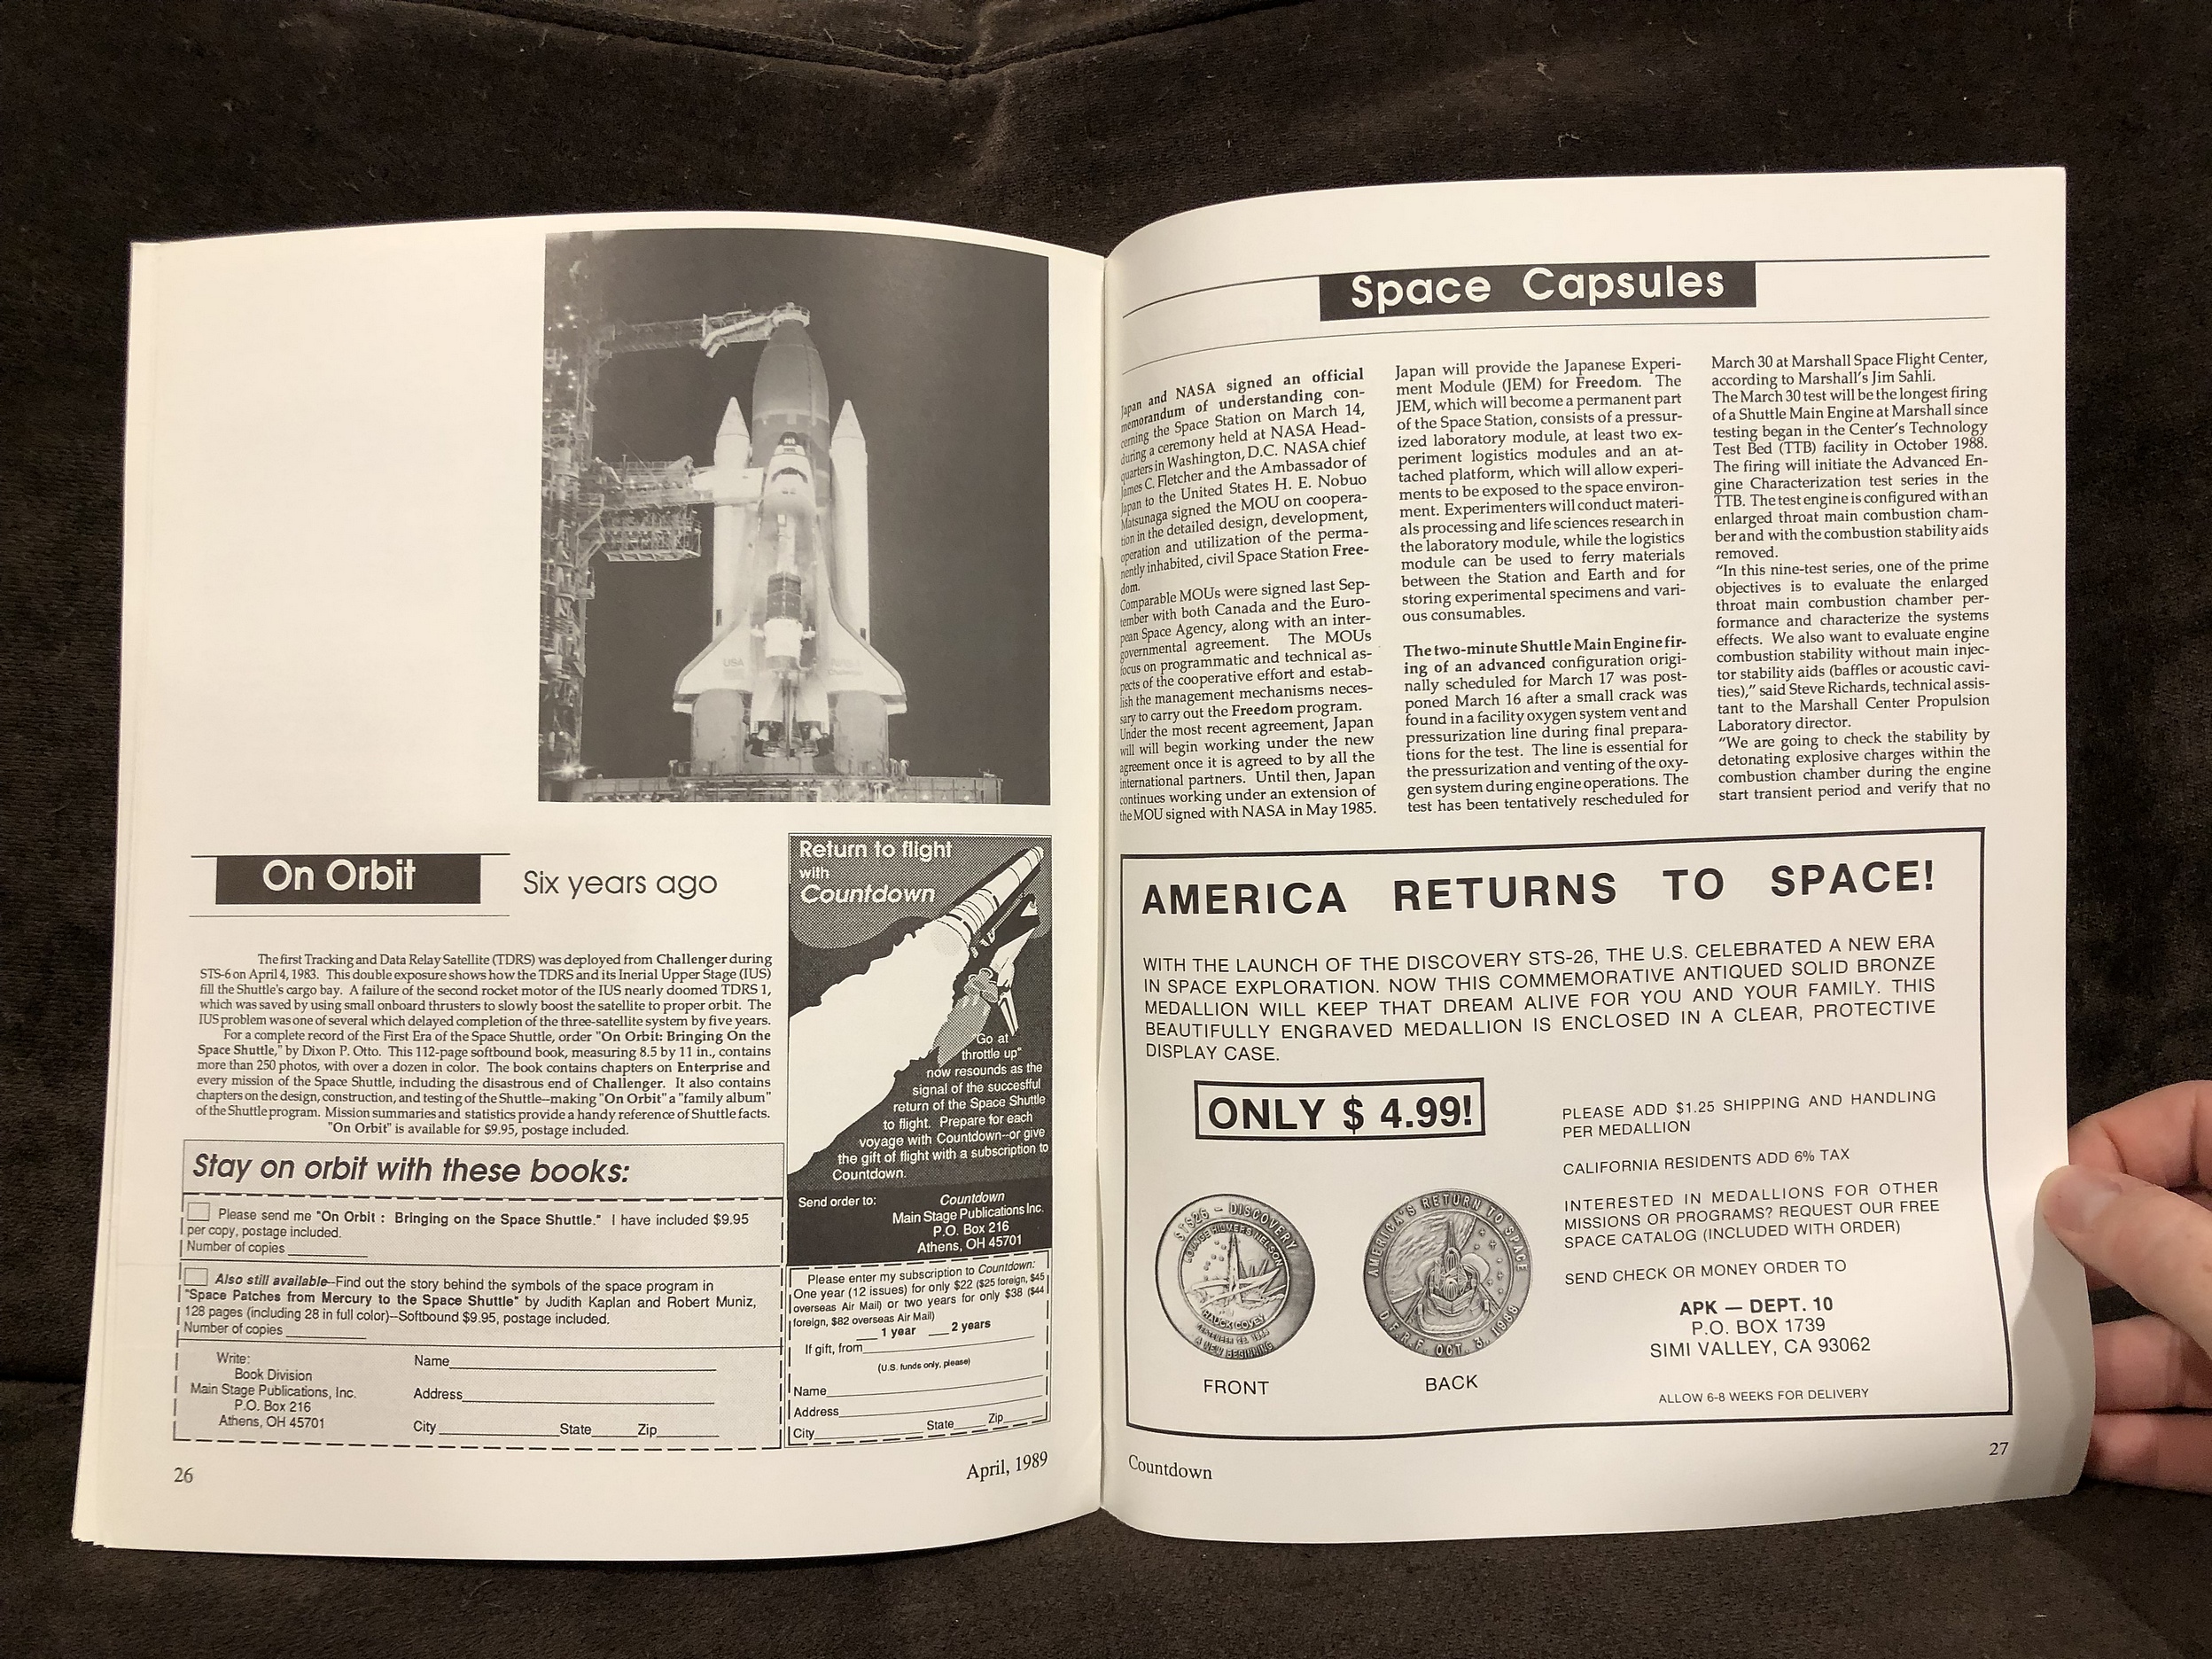 On Orbit
Six years ago
The first Tracking and Data Relay Satellite (TDRS) was deployed from Challenger during
STS-6 on April 4, 1983. This double exposure shows how the TDRS and its Inerial Upper Stage (IUS)
fill the Shuttle's cargo bay. A failure of the second rocket motor of the IUS nearly doomed TDRS 1,
which was saved by using small onboard thrusters to slowly boost the satellite to proper orbit. The
IUS problem was one of several which delayed completion of the three-satellite system by five years.
For a complete record of the First Era of the Space Shuttle, order "On Orbit: Bringing On the
Space Shuttle," by Dixon P. Otto. This 112-page softbound book, measuring 8.5 by 11 in., contains
more than 250 photos, with over a dozen in color. The book contains chapters on Enterprise and
every mission of the Space Shuttle, including the disastrous end of Challenger. It also contains
chapters on the design, construction, and testing of the Shuttle--making "On Orbit" a "family album"
of the Shuttle program. Mission summaries and statistics provide a handy reference of Shuttle facts.
"On Orbit" is available for $9.95, postage included.
Stay on orbit with these books:
Please send me "On Orbit : Bringing on the Space Shuttle." I have included $9.95
per copy, postage included.
Number of copies
Also still available--Find out the story behind the symbols of the space program in
"Space Patches from Mercury to the Space Shuttle" by Judith Kaplan and Robert Muniz,
128 pages (including 28 in full color)--Softbound $9.95, postage included.
Number of copies
Write:
Book Division
Main Stage Publications, Inc.
P.O. Box 216
Athens, OH 45701
Name
Address
City State Zip
Return to flight
with
Countdown
"Go at
throttle up"
now resounds as the
signal of the succesfful
return of the Space Shuttle
to flight. Prepare for each
voyage with Countdown--or give
the gift of flight with a subscription to
Countdown.
Send order to:
Countdown
Main Stage Publications Inc.
P.O. Box 216
Athens, OH 45701
Please enter my subscription to Countdown:
One year (12 issues) for only $22 ($25 foreign, $45
overseas Air Mail) or two years for only $38 ($44
foreign, $82 overseas Air Mail)
1 year 2 years
If gift, from
(U.S. funds only, please)
Name
Address
City State Zip
26
April, 1989
USA
Space Capsules
Japan and NASA signed an official
memorandum of understanding con-
cerning the Space Station on March 14,
during a ceremony held at NASA Head-
quarters in Washington, D.C. NASA chief
James C. Fletcher and the Ambassador of
Japan to the United States H. E. Nobuo
Matsunaga signed the MOU on coopera-
tion in the detailed design, development,
operation and utilization of the perma-
nently inhabited, civil Space Station Free-
dom.
Comparable MOUs were signed last Sep-
tember with both Canada and the Euro-
pean Space Agency, along with an inter-
governmental agreement. The MOUs
focus on programmatic and technical as-
pects of the cooperative effort and estab-
lish the management mechanisms neces-
sary to carry out the Freedom program.
Under the most recent agreement, Japan
will will begin working under the new
agreement once it is agreed to by all the
international partners. Until then, Japan
continues working under an extension of
the MOU signed with NASA in May 1985.
Japan will provide the Japanese Experi-
ment Module (JEM) for Freedom. The
JEM, which will become a permanent part
of the Space Station, consists of a pressur-
ized laboratory module, at least two ex-
periment logistics modules and an at-
tached platform, which will allow experi-
ments to be exposed to the space environ-
ment. Experimenters will conduct materi-
als processing and life sciences research in
the laboratory module, while the logistics
module can be used to ferry materials
between the Station and Earth and for
storing experimental specimens and vari-
ous consumables.
The two-minute Shuttle Main Engine fir-
ing of an advanced configuration origi-
nally scheduled for March 17 was post-
poned March 16 after a small crack was
found in a facility oxygen system vent and
pressurization line during final prepara-
tions for the test. The line is essential for
the pressurization and venting of the oxy-
gen system during engine operations. The
test has been tentatively rescheduled for
March 30 at Marshall Space Flight Center,
according to Marshall's Jim Sahli.
The March 30 test will be the longest firing
of a Shuttle Main Engine at Marshall since
testing began in the Center's Technology
Test Bed (TTB) facility in October 1988.
The firing will initiate the Advanced En-
gine Characterization test series in the
TTB. The test engine is configured with an
enlarged throat main combustion cham-
ber and with the combustion stability aids
removed.
"In this nine-test series, one of the prime
objectives is to evaluate the enlarged
throat main combustion chamber per-
formance and characterize the systems
effects. We also want to evaluate engine
combustion stability without main injec-
tor stability aids (baffles or acoustic cavi-
ties)," said Steve Richards, technical assis-
tant to the Marshall Center Propulsion
Laboratory director.
"We are going to check the stability by
detonating explosive charges within the
combustion chamber during the engine
start transient period and verify that no
AMERICA RETURNS TO SPACE!
WITH THE LAUNCH OF THE DISCOVERY STS-26, THE U.S. CELEBRATED A NEW ERA
IN SPACE EXPLORATION. NOW THIS COMMEMORATIVE ANTIQUED SOLID BRONZE
MEDALLION WILL KEEP THAT DREAM ALIVE FOR YOU AND YOUR FAMILY. THIS
BEAUTIFULLY ENGRAVED MEDALLION IS ENCLOSED IN A CLEAR, PROTECTIVE
DISPLAY CASE.
ONLY $ 4.99!
PLEASE ADD $1.25 SHIPPING AND HANDLING
PER MEDALLION
CALIFORNIA RESIDENTS ADD 6% TAX
INTERESTED IN MEDALLIONS FOR OTHER
MISSIONS OR PROGRAMS? REQUEST OUR FREE
SPACE CATALOG (INCLUDED WITH ORDER)
SEND CHECK OR MONEY ORDER TO
APK — DEPT. 10
P.O. BOX 1739
SIMI VALLEY, CA 93062
ALLOW 6-8 WEEKS FOR DELIVERY
STS26 - DISCOVERY
LOUNGE HILMERS NELSON
HAUCK COVEY
SEPTEMBER 29, 1988
A NEW BEGINNING
FRONT
AMERICA'S RETURN TO SPACE
D.F.R.F. OCT. 3, 1988
BACK
Countdown
27